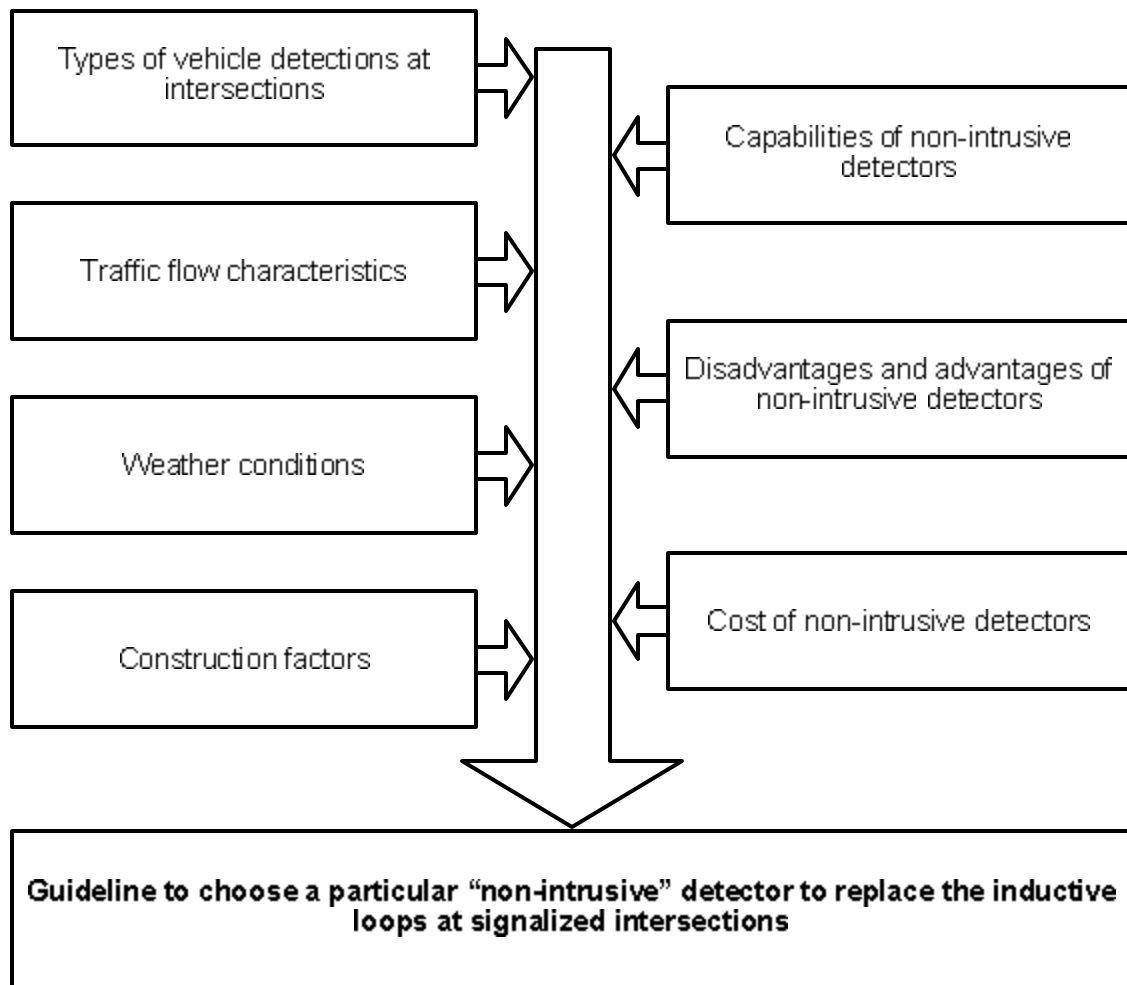 Types of vehicle detections at
intersections
Capabilities of non-intrusive
detectors
Traffic flow characteristics
Disadvantages and advantages of
non-intrusive detectors
Weather conditions
Cost of non-intrusive detectors
Construction factors
Guideline to choose a particular “non-intrusive” detector to replace the inductive
loops at signalized intersections